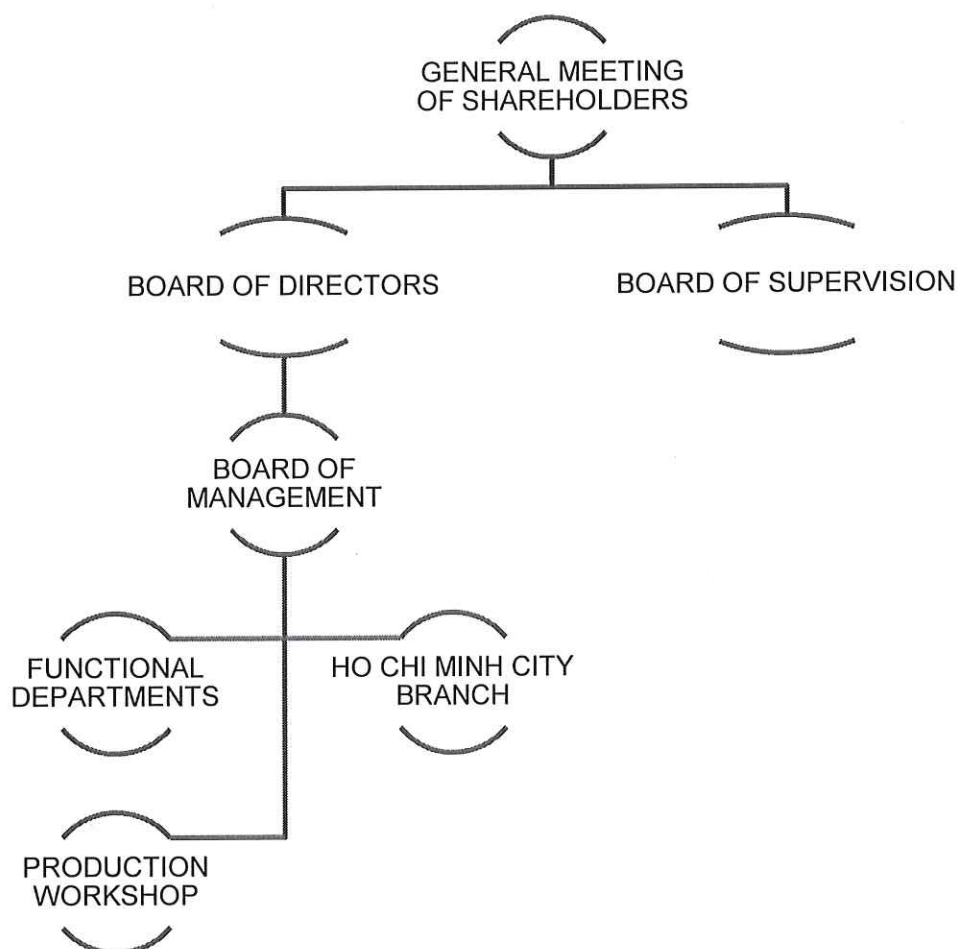 GENERAL MEETING
OF SHAREHOLDERS
BOARD OF DIRECTORS
BOARD OF SUPERVISION
BOARD OF
MANAGEMENT
FUNCTIONAL
DEPARTMENTS
HO CHI MINH CITY
BRANCH
PRODUCTION
WORKSHOP